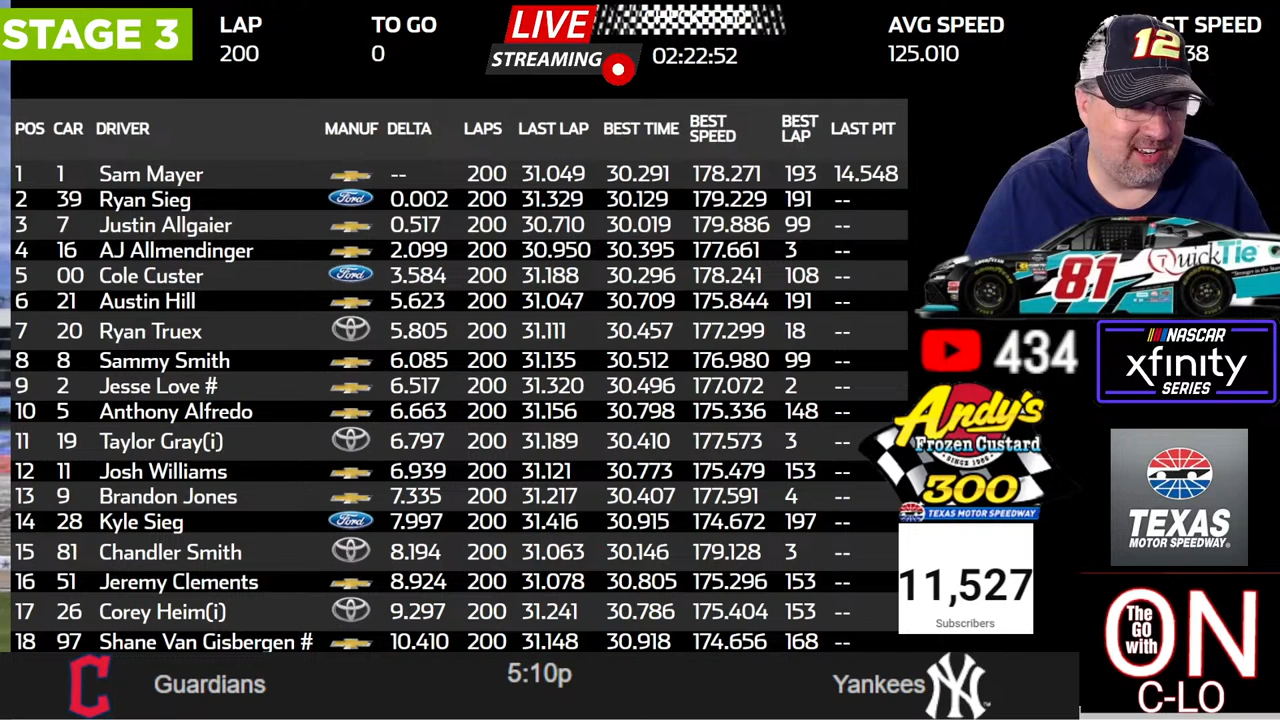 STAGE 3
LAP
200
TO GO
0
LIVE
STREAMING
02:22:52
AVG SPEED
125.010
ST SPEED
38
12
POS CAR DRIVER MANUF DELTA LAPS LAST LAP BEST TIME BEST SPEED BEST LAP LAST PIT
1 1 Sam Mayer -- 200 31.049 30.291 178.271 193 14.548
2 39 Ryan Sieg Ford 0.002 200 31.329 30.129 179.229 191 --
3 7 Justin Allgaier 0.517 200 30.710 30.019 179.886 99 --
4 16 AJ Allmendinger 2.099 200 30.950 30.395 177.661 3 --
5 00 Cole Custer Ford 3.584 200 31.188 30.296 178.241 108 --
6 21 Austin Hill 5.623 200 31.047 30.709 175.844 191 --
7 20 Ryan Truex 5.805 200 31.111 30.457 177.299 18 --
8 8 Sammy Smith 6.085 200 31.135 30.512 176.980 99 --
9 2 Jesse Love # 6.517 200 31.320 30.496 177.072 2 --
10 5 Anthony Alfredo 6.663 200 31.156 30.798 175.336 148 --
11 19 Taylor Gray(i) 6.797 200 31.189 30.410 177.573 3 --
12 11 Josh Williams 6.939 200 31.121 30.773 175.479 153 --
13 9 Brandon Jones 7.335 200 31.217 30.407 177.591 4 --
14 28 Kyle Sieg Ford 7.997 200 31.416 30.915 174.672 197 --
15 81 Chandler Smith 8.194 200 31.063 30.146 179.128 3 --
16 51 Jeremy Clements 8.924 200 31.078 30.805 175.296 153 --
17 26 Corey Heim(i) 9.297 200 31.241 30.786 175.404 153 --
18 97 Shane Van Gisbergen # 10.410 200 31.148 30.918 174.656 168 --
81
QuickTie
434
NASCAR
xfinity
SERIES
Andy's
Frozen Custard
SINCE 1986
300
TEXAS MOTOR SPEEDWAY
TEXAS
MOTOR SPEEDWAY
11,527
Subscribers
The GO with
ON
C-LO
C Guardians
5:10p
Yankees NY